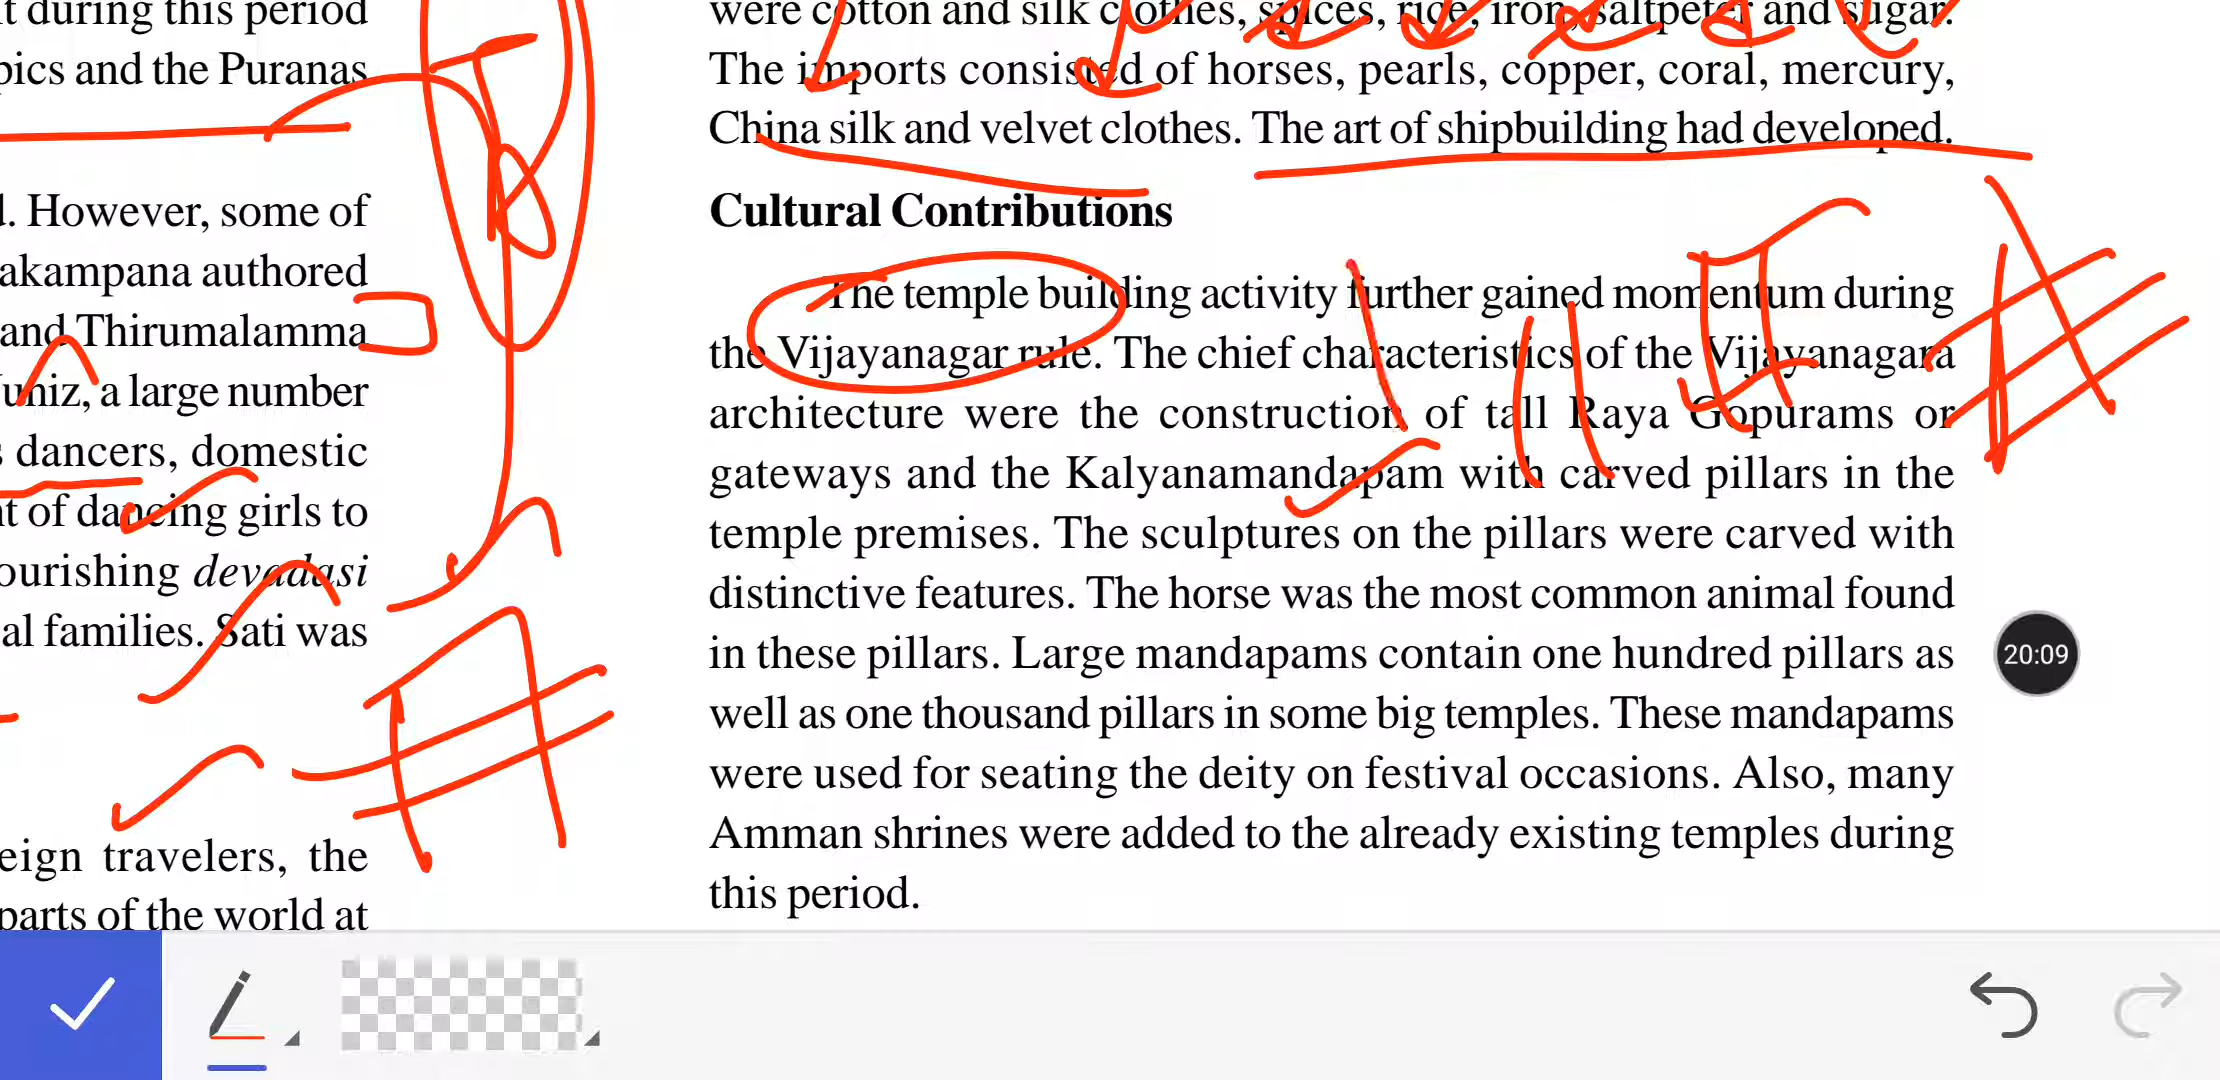 t during this period
pics and the Puranas
. However, some of
akampana authored
and Thirumalamma
uniz, a large number
s dancers, domestic
t of dancing girls to
ourishing devadasi
al families. Sati was
eign travelers, the
parts of the world at
were cotton and silk clothes, spices, rice, iron, saltpeter and sugar.
The imports consisted of horses, pearls, copper, coral, mercury,
China silk and velvet clothes. The art of shipbuilding had developed.
Cultural Contributions
The temple building activity further gained momentum during
the Vijayanagar rule. The chief characteristics of the Vijayanagara
architecture were the construction of tall Raya Gopurams or
gateways and the Kalyanamandapam with carved pillars in the
temple premises. The sculptures on the pillars were carved with
distinctive features. The horse was the most common animal found
in these pillars. Large mandapams contain one hundred pillars as
well as one thousand pillars in some big temples. These mandapams
were used for seating the deity on festival occasions. Also, many
Amman shrines were added to the already existing temples during
this period.
20:09